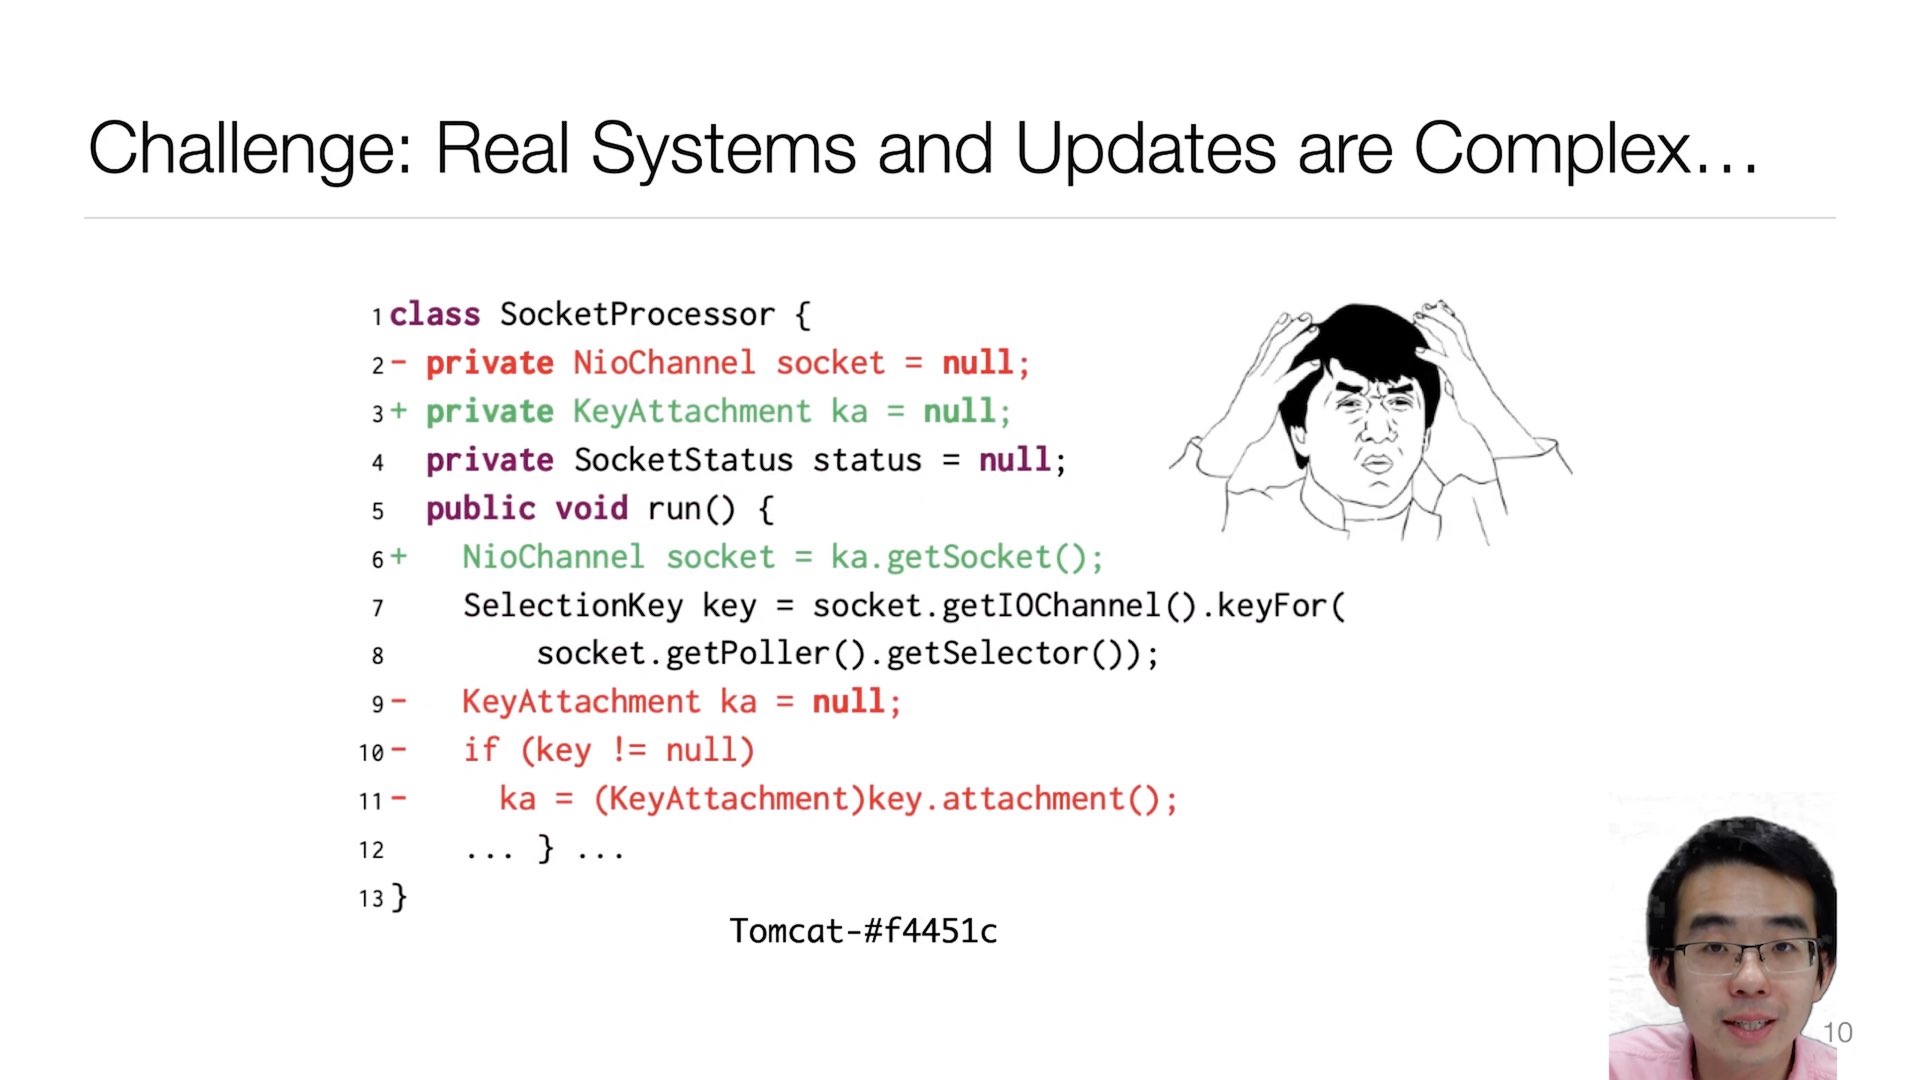 Challenge: Real Systems and Updates are Complex...
1 class SocketProcessor {
2 - private NioChannel socket = null;
3 + private KeyAttachment ka = null;
4 private SocketStatus status = null;
5 public void run() {
6 + NioChannel socket = ka.getSocket();
7 SelectionKey key = socket.getIOChannel().keyFor(
8 socket.getPoller().getSelector());
9 - KeyAttachment ka = null;
10 - if (key != null)
11 - ka = (KeyAttachment)key.attachment();
12 ... } ...
13 }
Tomcat-#f4451c
10